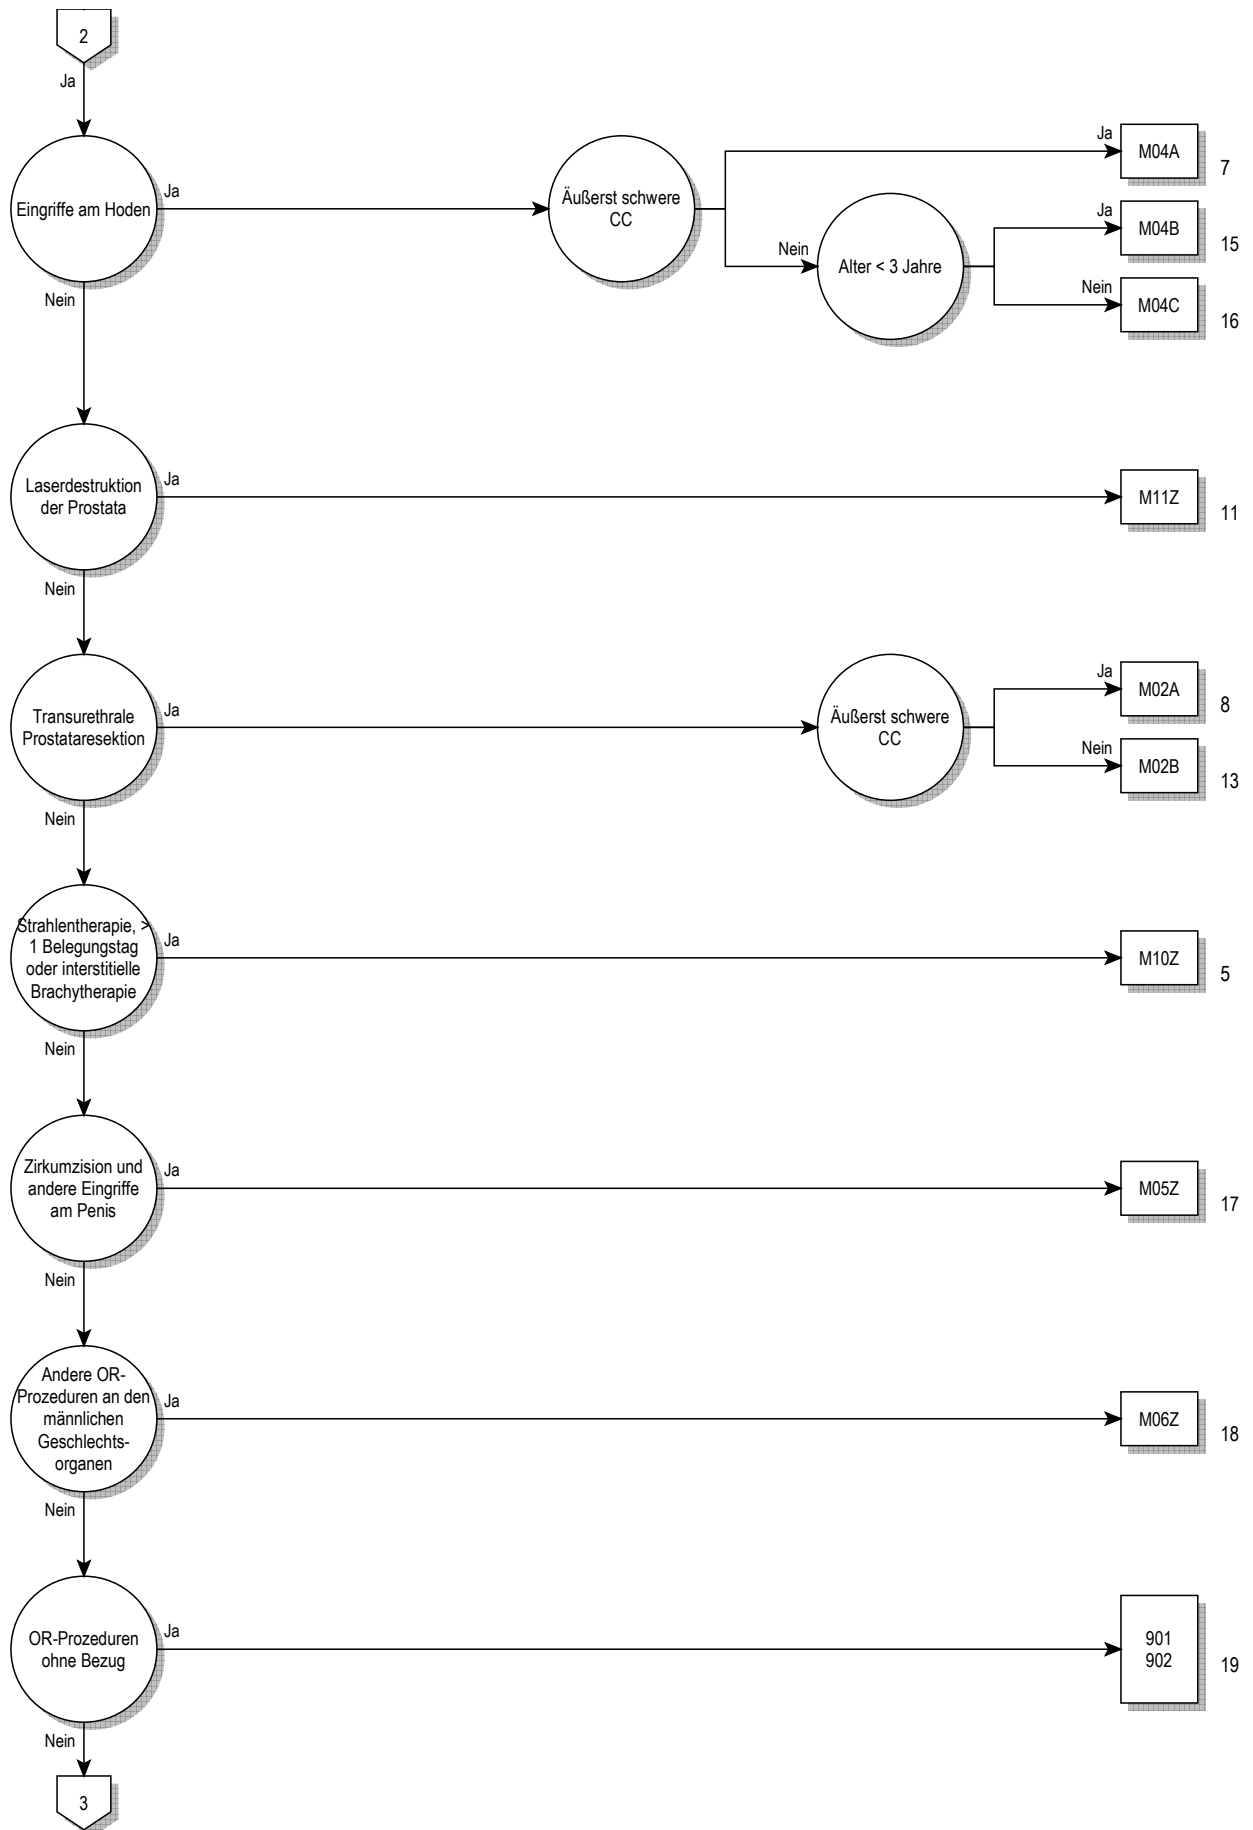 2
Ja
Eingriffe am Hoden
Ja
Äußerst schwere
CC
Ja
M04A
7
Nein
Alter < 3 Jahre
Ja
M04B
15
Nein
M04C
16
Nein
Laserdestruktion
der Prostata
Ja
M11Z
11
Nein
Transurethrale
Prostataresektion
Ja
Äußerst schwere
CC
Ja
M02A
8
Nein
M02B
13
Nein
Strahlentherapie, >
1 Belegungstag
oder interstitielle
Brachytherapie
Ja
M10Z
5
Nein
Zirkumzision und
andere Eingriffe
am Penis
Ja
M05Z
17
Nein
Andere OR-
Prozeduren an den
männlichen
Geschlechts-
organen
Ja
M06Z
18
Nein
OR-Prozeduren
ohne Bezug
Ja
901
902
19
Nein
3